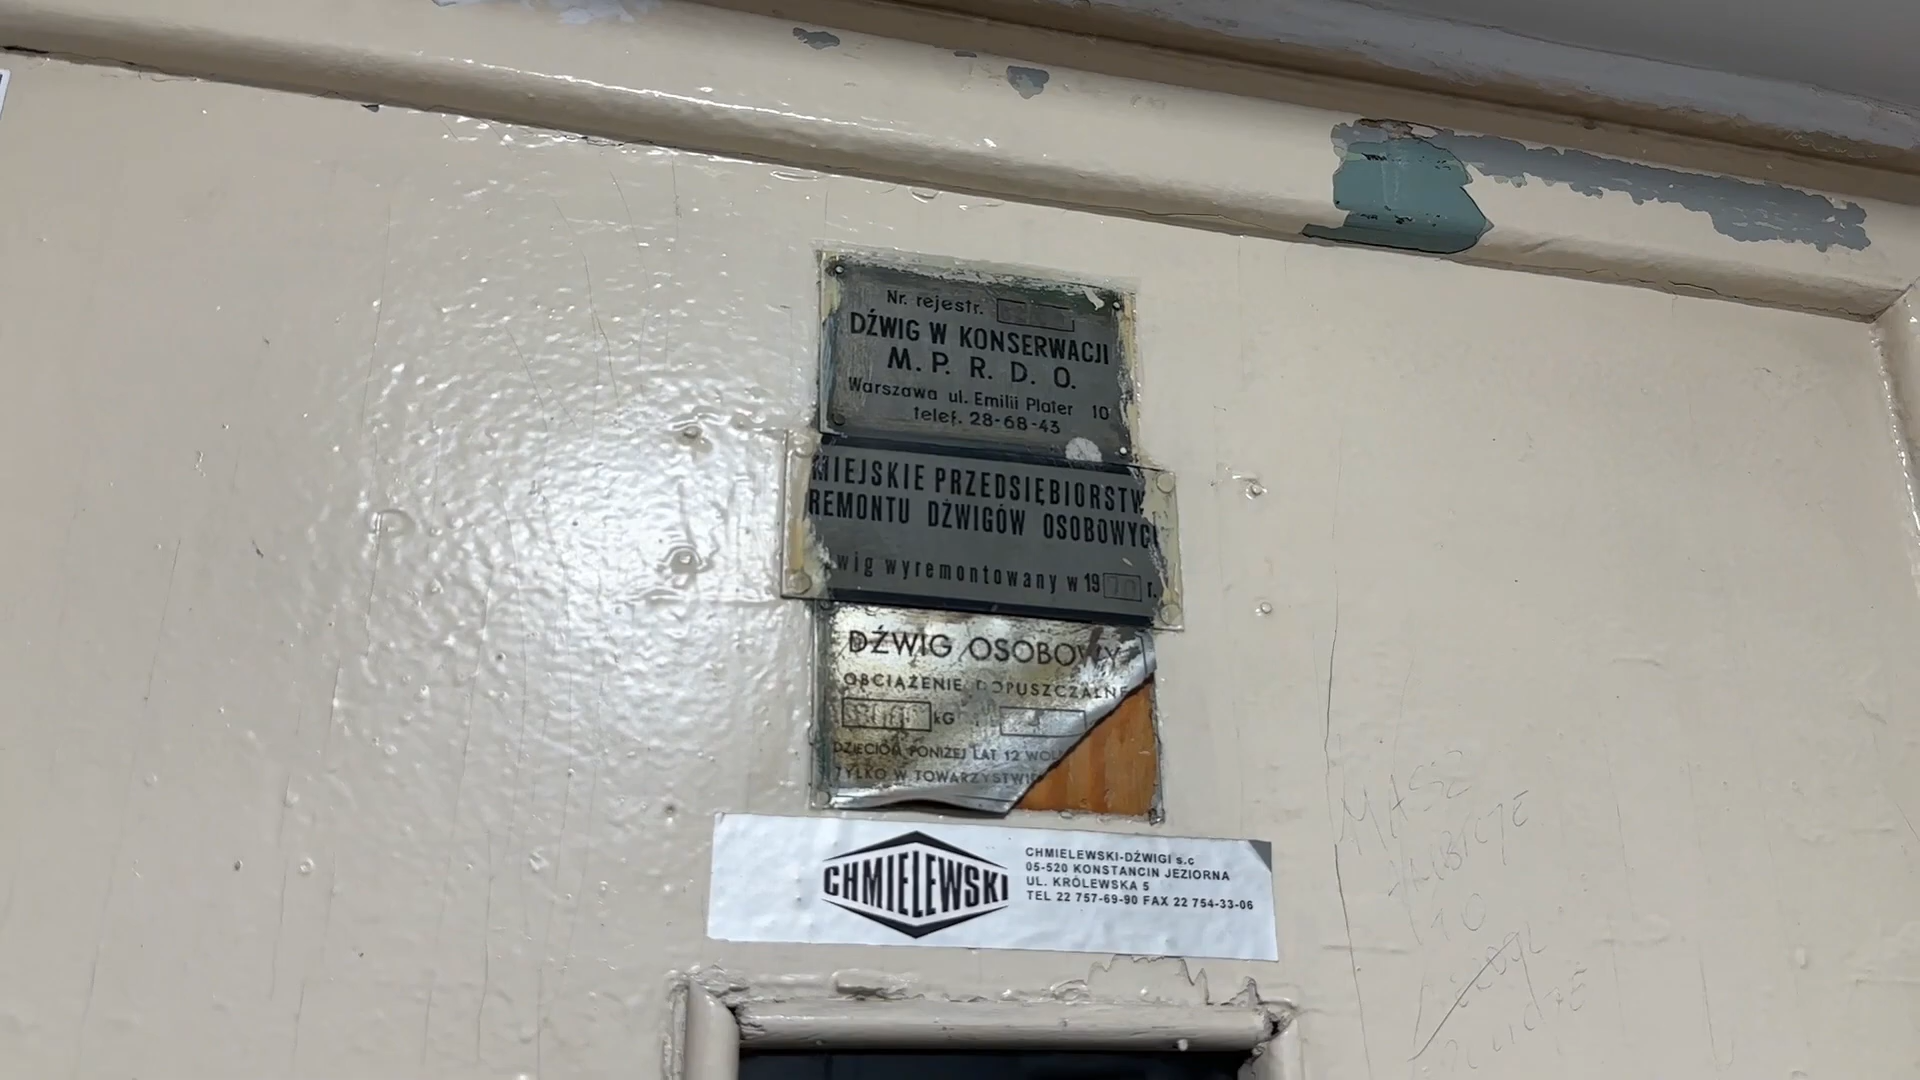 Nr. rejestr.
DŹWIG W KONSERWACJI
M. P. R. D. O.
Warszawa ul. Emilii Plater 10
telef. 28-68-43
MIEJSKIE PRZEDSIĘBIORSTW
REMONTU DŹWIGÓW OSOBOWYC
wig wyremontowany w 19 r.
DŹWIG OSOBOWY
OBCIĄŻENIE DOPUSZCZALNE
kG
DZIECIOM PONIŻEJ LAT 12 WOL
TYLKO W TOWARZYSTWIE
CHMIELEWSKI
CHMIELEWSKI-DŹWIGI s.c
05-520 KONSTANCIN JEZIORNA
UL. KRÓLEWSKA 5
TEL 22 757-69-90 FAX 22 754-33-06
MASZ
10